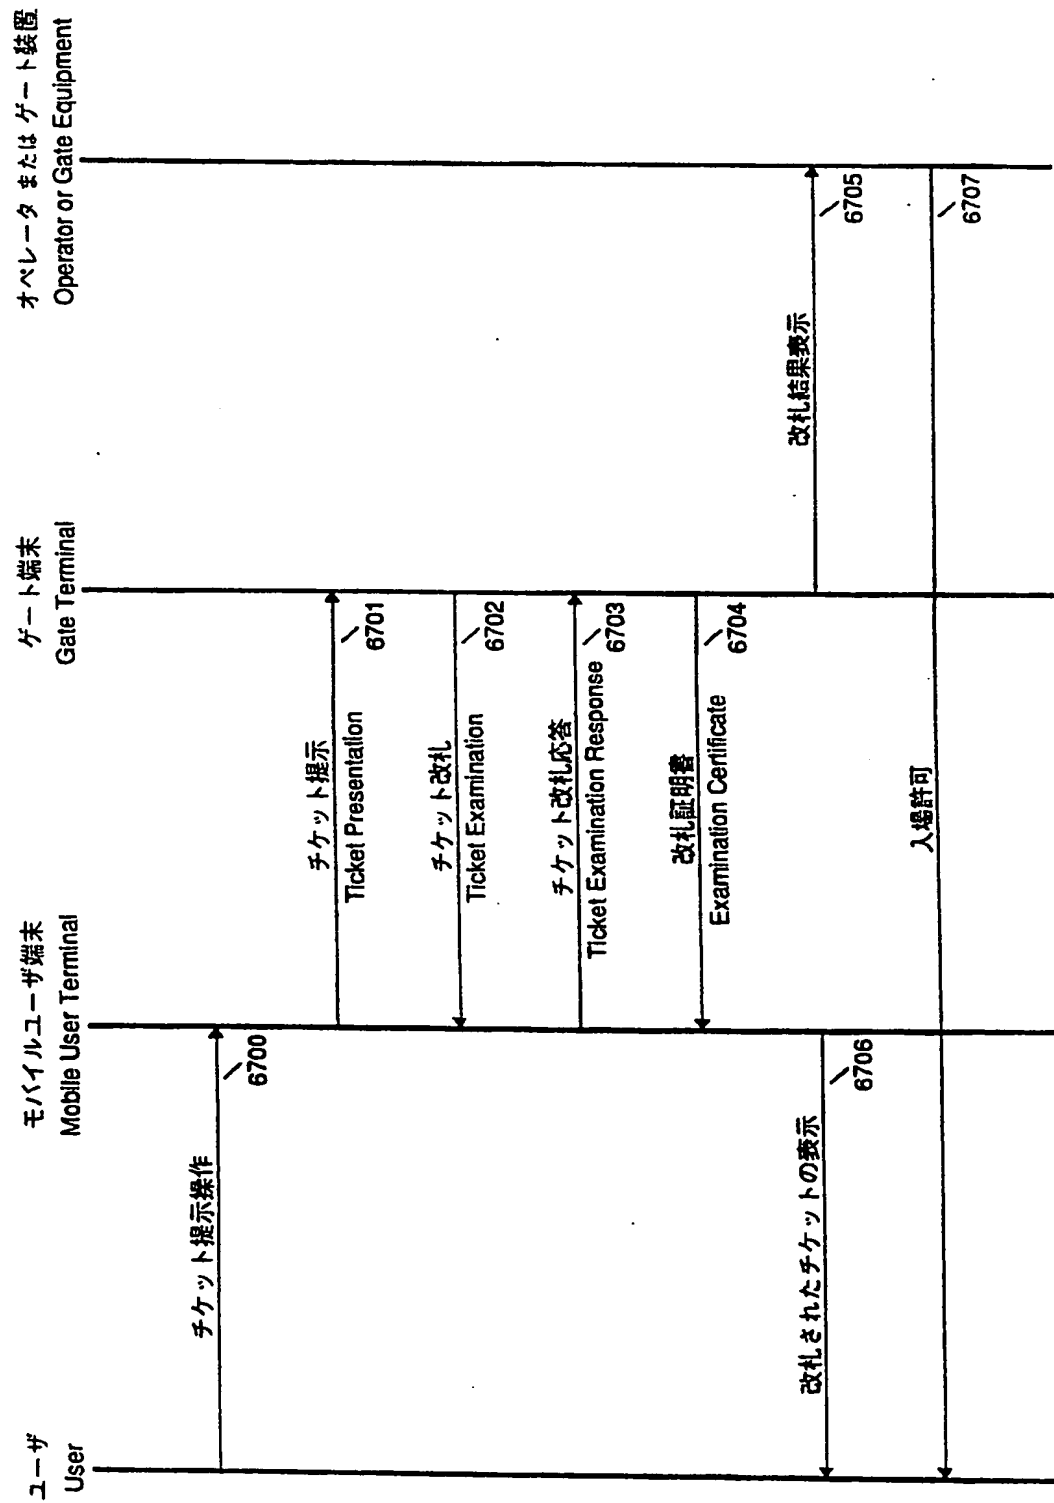 ユーザ
User
モバイルユーザ端末
Mobile User Terminal
ゲート端末
Gate Terminal
オペレータ または ゲート装置
Operator or Gate Equipment
チケット提示操作
6700
チケット提示
Ticket Presentation
6701
チケット改札
Ticket Examination
6702
チケット改札応答
Ticket Examination Response
6703
改札証明書
Examination Certificate
6704
改札結果表示
6705
改札されたチケットの表示
6706
入場許可
6707